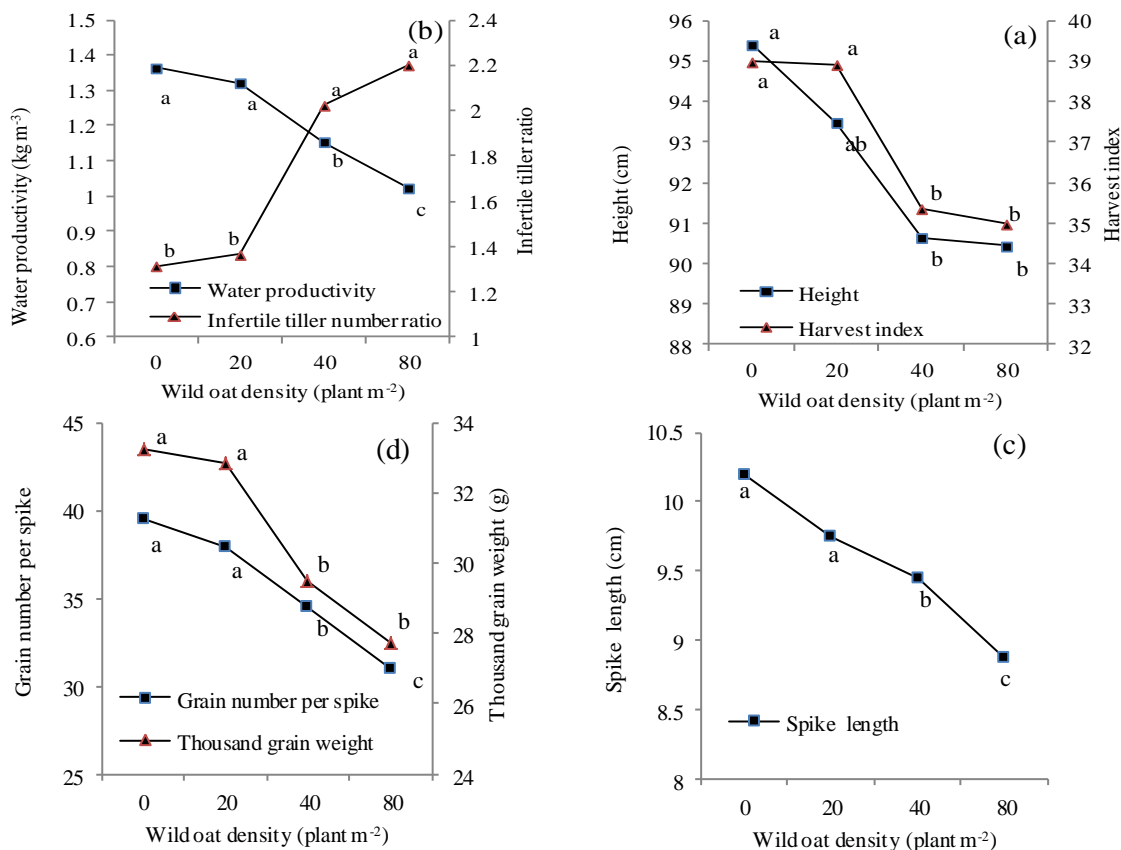 (b)
Water productivity (kg m-3)
1.5
1.4
1.3
1.2
1.1
1
0.9
0.8
0.7
0.6
2.4
2.2
2
1.8
1.6
1.4
1.2
1
Infertile tiller ratio
a
a
b
c
b
b
a
a
Water productivity
Infertile tiller number ratio
0 20 40 80
Wild oat density (plant m-2)
(a)
Height (cm)
96
95
94
93
92
91
90
89
88
40
39
38
37
36
35
34
33
32
Harvest index
a
ab
b
b
a
a
b
b
Height
Harvest index
0 20 40 80
Wild oat density (plant m-2)
(d)
Grain number per spike
45
40
35
30
25
34
32
30
28
26
24
Thousand grain weight (g)
a
a
b
b
a
a
b
c
Grain number per spike
Thousand grain weight
0 20 40 80
Wild oat density (plant m-2)
(c)
Spike length (cm)
10.5
10
9.5
9
8.5
8
a
a
b
c
Spike length
0 20 40 80
Wild oat density (plant m-2)